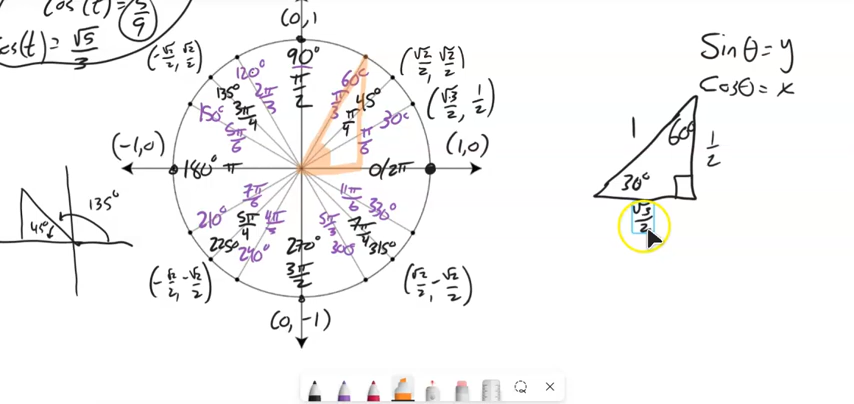 cos(t) = 5/9
cos(t) = √5/3
(0,1
Sin θ = y
Cos θ = x
(-√2/2, √2/2)
(√2/2, √2/2)
(√3/2, 1/2)
90°
π/2
120°
2π/3
60°
π/3
135°
3π/4
45°
π/4
150°
5π/6
30°
π/6
(-1,0)
(1,0)
180° π
0/2π
7π/6
11π/6
210°
330°
5π/4
4π/3
5π/3
7π/4
225°
240°
270°
3π/2
300°
315°
(-√2/2, -√2/2)
(√2/2, -√2/2)
(0, -1)
135°
45°
1
60°
1/2
30°
√3/2